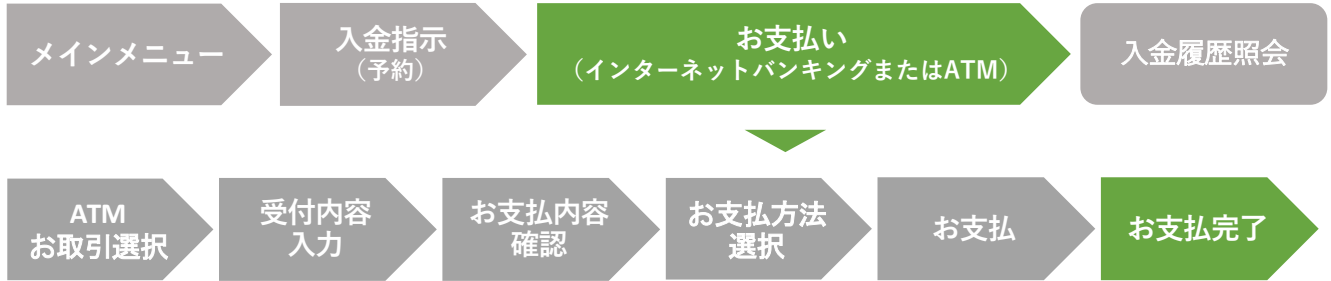 メインメニュー
入金指示
（予約）
お支払い
（インターネットバンキングまたはATM）
入金履歴照会
ATM
お取引選択
受付内容
入力
お支払内容
確認
お支払方法
選択
お支払
お支払完了